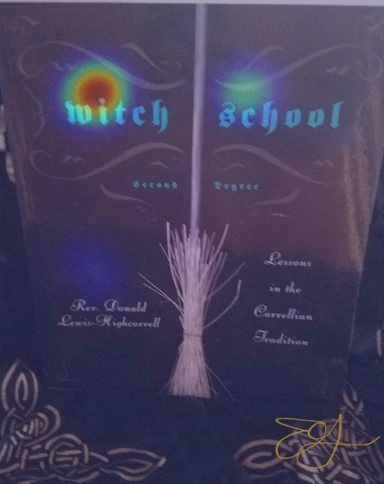 witch school
Second Degree
Lessons
in the
Correllian
Tradition
Rev. Donald
Lewis-Highcorrell